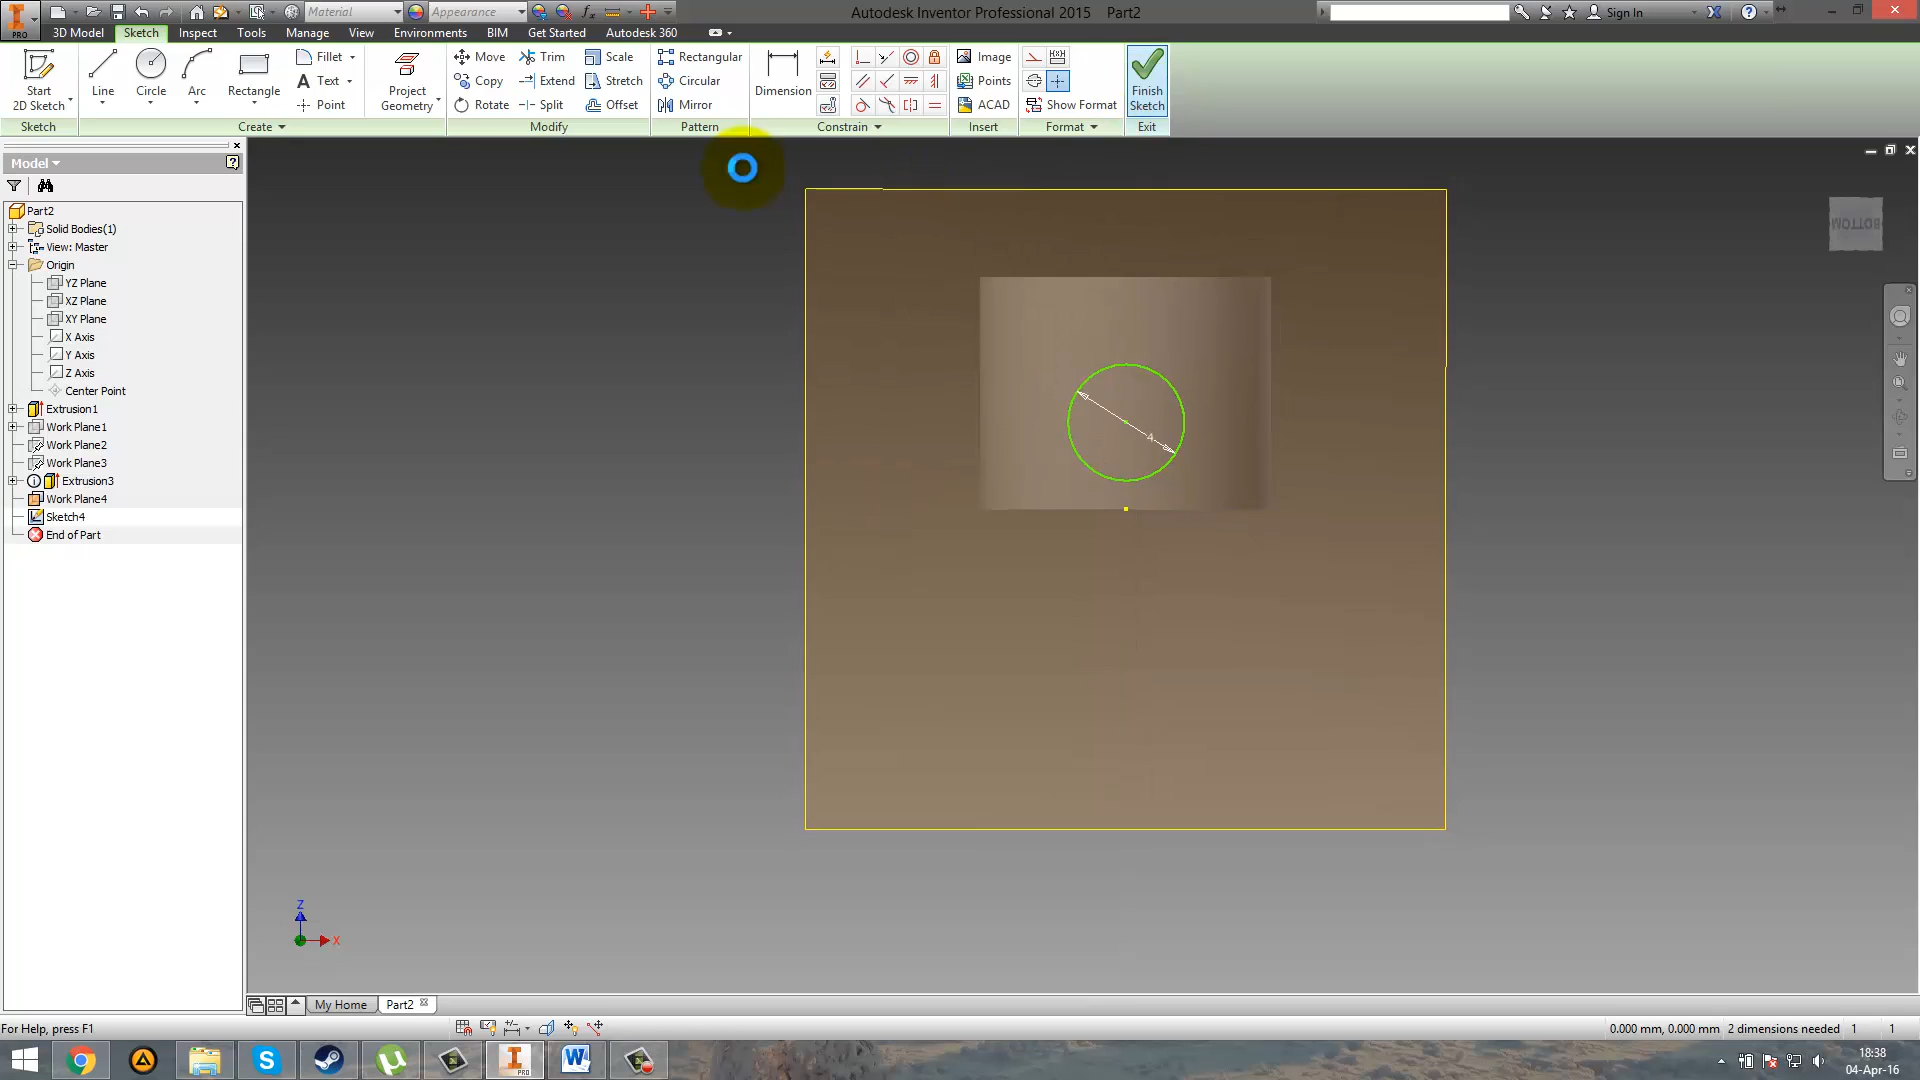 Material
Appearance
Autodesk Inventor Professional 2015 Part2
Sign In
PRO
3D Model Sketch Inspect Tools Manage View Environments BIM Get Started Autodesk 360
Start
2D Sketch
Line
Circle
Arc
Rectangle
Fillet
Text
Point
Project
Geometry
Move
Copy
Rotate
Trim
Extend
Split
Scale
Stretch
Offset
Rectangular
Circular
Mirror
Dimension
Image
Points
ACAD
Show Format
Finish
Sketch
Sketch Create Modify Pattern Constrain Insert Format Exit
Model
Part2
Solid Bodies(1)
View: Master
Origin
YZ Plane
XZ Plane
XY Plane
X Axis
Y Axis
Z Axis
Center Point
Extrusion1
Work Plane1
Work Plane2
Work Plane3
Extrusion3
Work Plane4
Sketch4
End of Part
BOTTOM
4
Z
X
My Home Part2
For Help, press F1
0.000 mm, 0.000 mm 2 dimensions needed 1 1
18:38
04-Apr-16